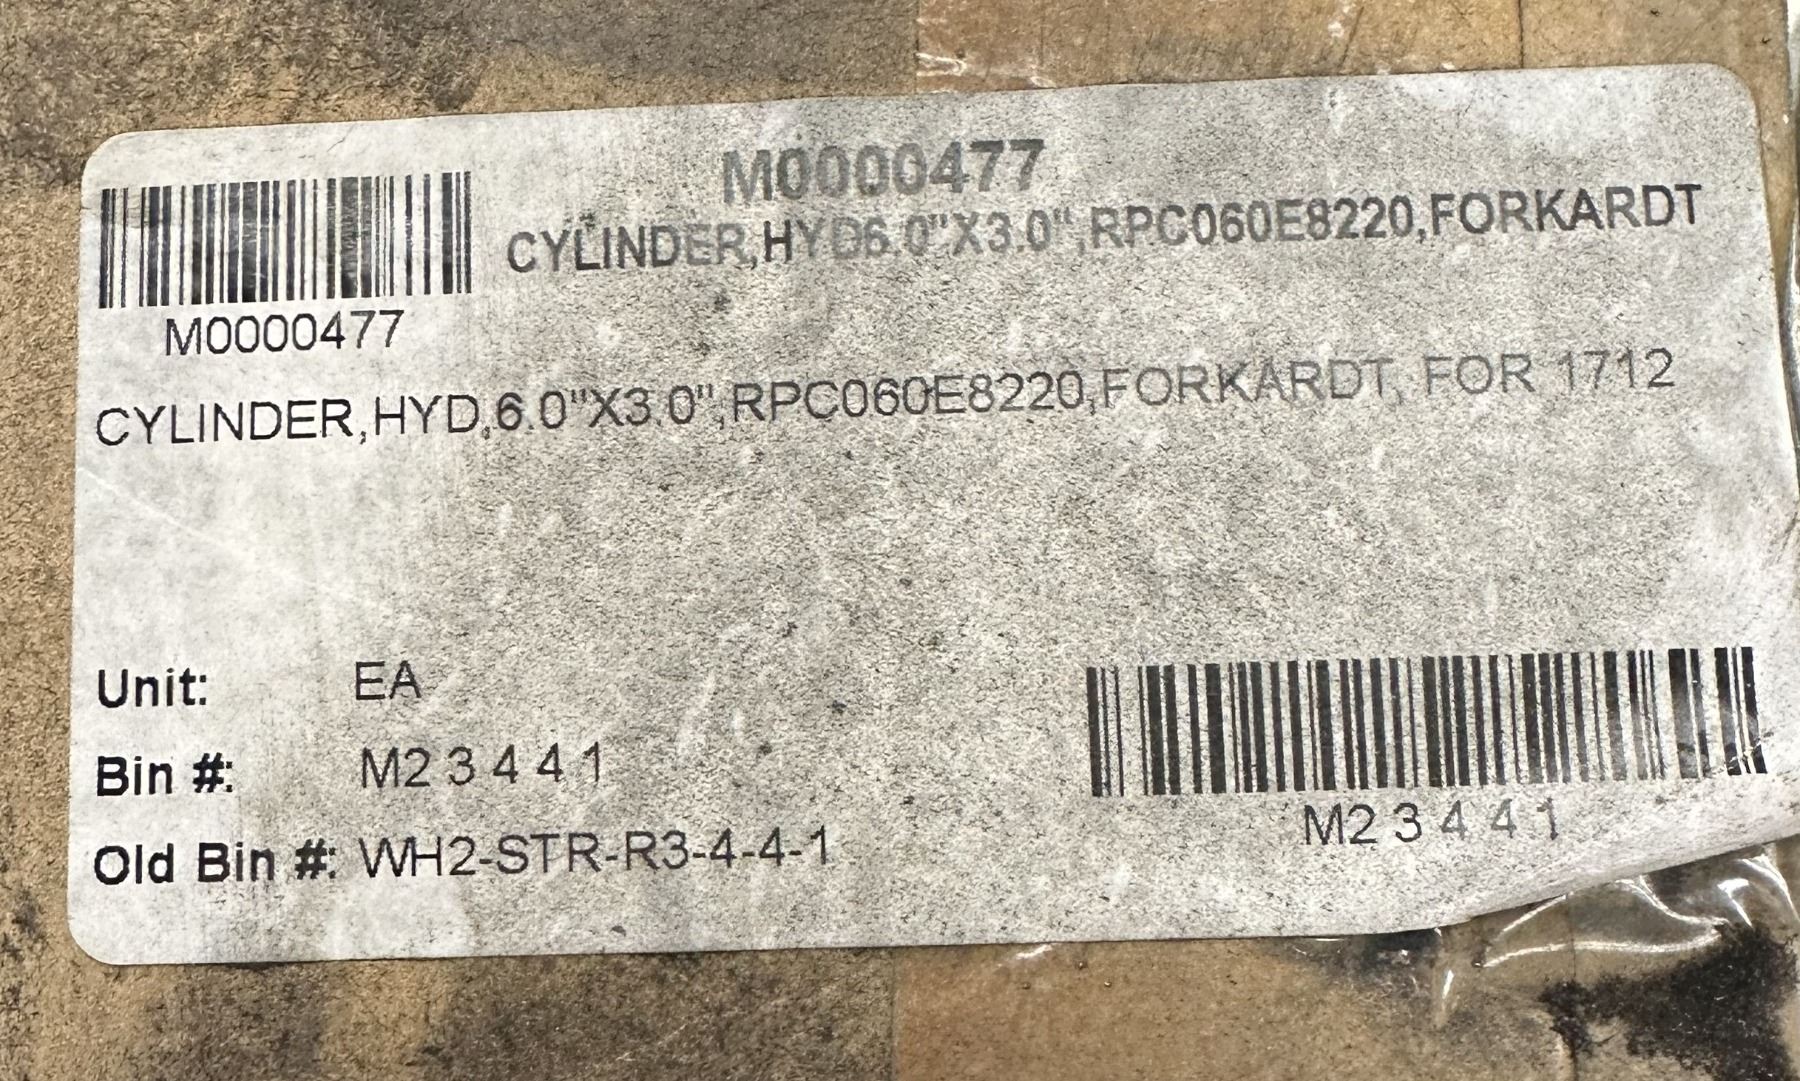 M0000477
CYLINDER,HYD6.0"X3.0",RPC060E8220,FORKARDT
M0000477
CYLINDER,HYD,6.0"X3.0",RPC060E8220,FORKARDT, FOR 1712
Unit: EA
Bin #: M2 3 4 4 1
Old Bin #: WH2-STR-R3-4-4-1
M2 3 4 4 1